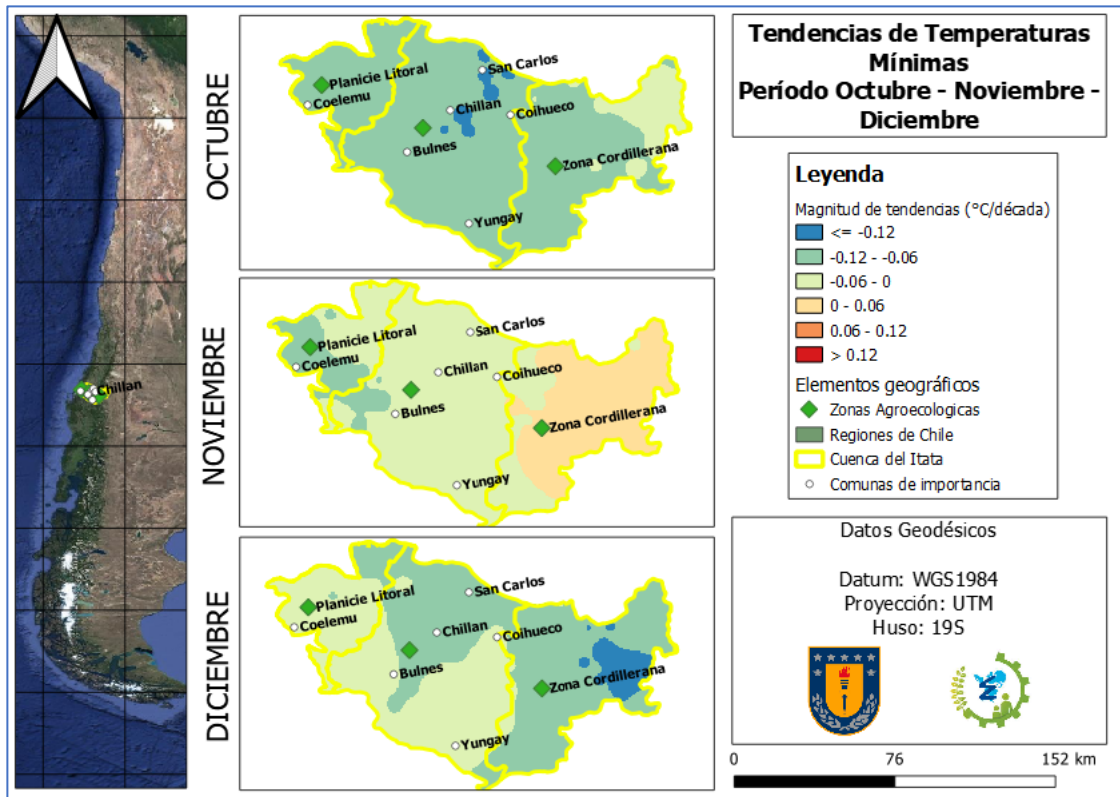 Tendencias de Temperaturas
Mínimas
Período Octubre - Noviembre -
Diciembre
Chillan
OCTUBRE
Planicie Litoral
Coelemu
San Carlos
Chillan
Coihueco
Bulnes
Zona Cordillerana
Yungay
NOVIEMBRE
Planicie Litoral
Coelemu
San Carlos
Chillan
Coihueco
Bulnes
Zona Cordillerana
Yungay
DICIEMBRE
Planicie Litoral
Coelemu
San Carlos
Chillan
Coihueco
Bulnes
Zona Cordillerana
Yungay
Leyenda
Magnitud de tendencias (°C/década)
<= -0.12
-0.12 - -0.06
-0.06 - 0
0 - 0.06
0.06 - 0.12
> 0.12
Elementos geográficos
Zonas Agroecologicas
Regiones de Chile
Cuenca del Itata
Comunas de importancia
Datos Geodésicos
Datum: WGS1984
Proyección: UTM
Huso: 19S
0 76 152 km